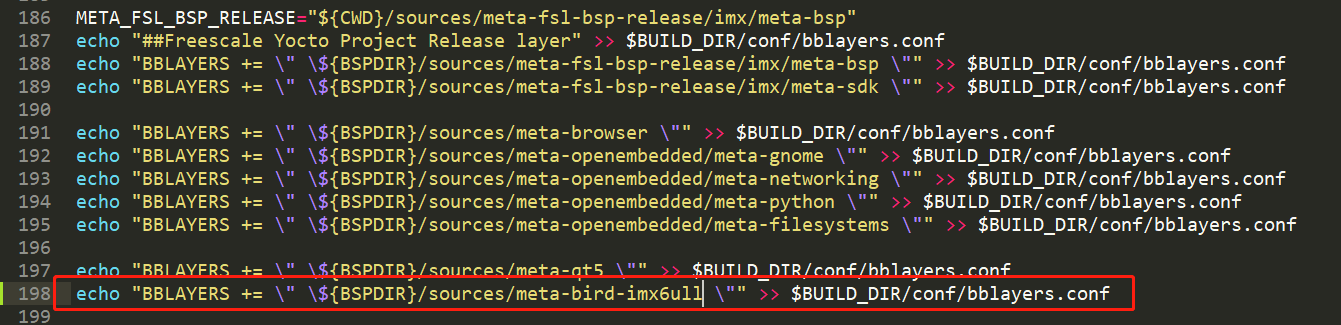 186 META_FSL_BSP_RELEASE="${CWD}/sources/meta-fsl-bsp-release/imx/meta-bsp"
187 echo "##Freescale Yocto Project Release layer" >> $BUILD_DIR/conf/bblayers.conf
188 echo "BBLAYERS += \" \${BSPDIR}/sources/meta-fsl-bsp-release/imx/meta-bsp \"" >> $BUILD_DIR/conf/bblayers.conf
189 echo "BBLAYERS += \" \${BSPDIR}/sources/meta-fsl-bsp-release/imx/meta-sdk \"" >> $BUILD_DIR/conf/bblayers.conf
190
191 echo "BBLAYERS += \" \${BSPDIR}/sources/meta-browser \"" >> $BUILD_DIR/conf/bblayers.conf
192 echo "BBLAYERS += \" \${BSPDIR}/sources/meta-openembedded/meta-gnome \"" >> $BUILD_DIR/conf/bblayers.conf
193 echo "BBLAYERS += \" \${BSPDIR}/sources/meta-openembedded/meta-networking \"" >> $BUILD_DIR/conf/bblayers.conf
194 echo "BBLAYERS += \" \${BSPDIR}/sources/meta-openembedded/meta-python \"" >> $BUILD_DIR/conf/bblayers.conf
195 echo "BBLAYERS += \" \${BSPDIR}/sources/meta-openembedded/meta-filesystems \"" >> $BUILD_DIR/conf/bblayers.conf
196
197 echo "BBLAYERS += \" \${BSPDIR}/sources/meta-qt5 \"" >> $BUILD_DIR/conf/bblayers.conf
198 echo "BBLAYERS += \" \${BSPDIR}/sources/meta-bird-imx6ull \"" >> $BUILD_DIR/conf/bblayers.conf
199